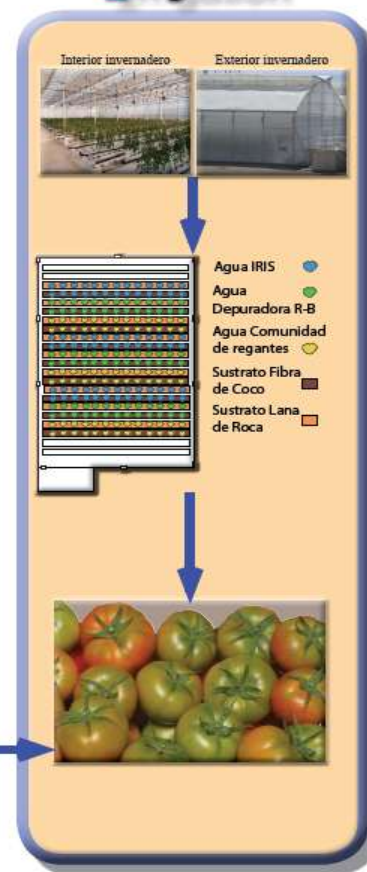 Interior invernadero
Exterior invernadero
Agua IRIS
Agua
Depuradora R-B
Agua Comunidad
de regantes
Sustrato Fibra
de Coco
Sustrato Lana
de Roca